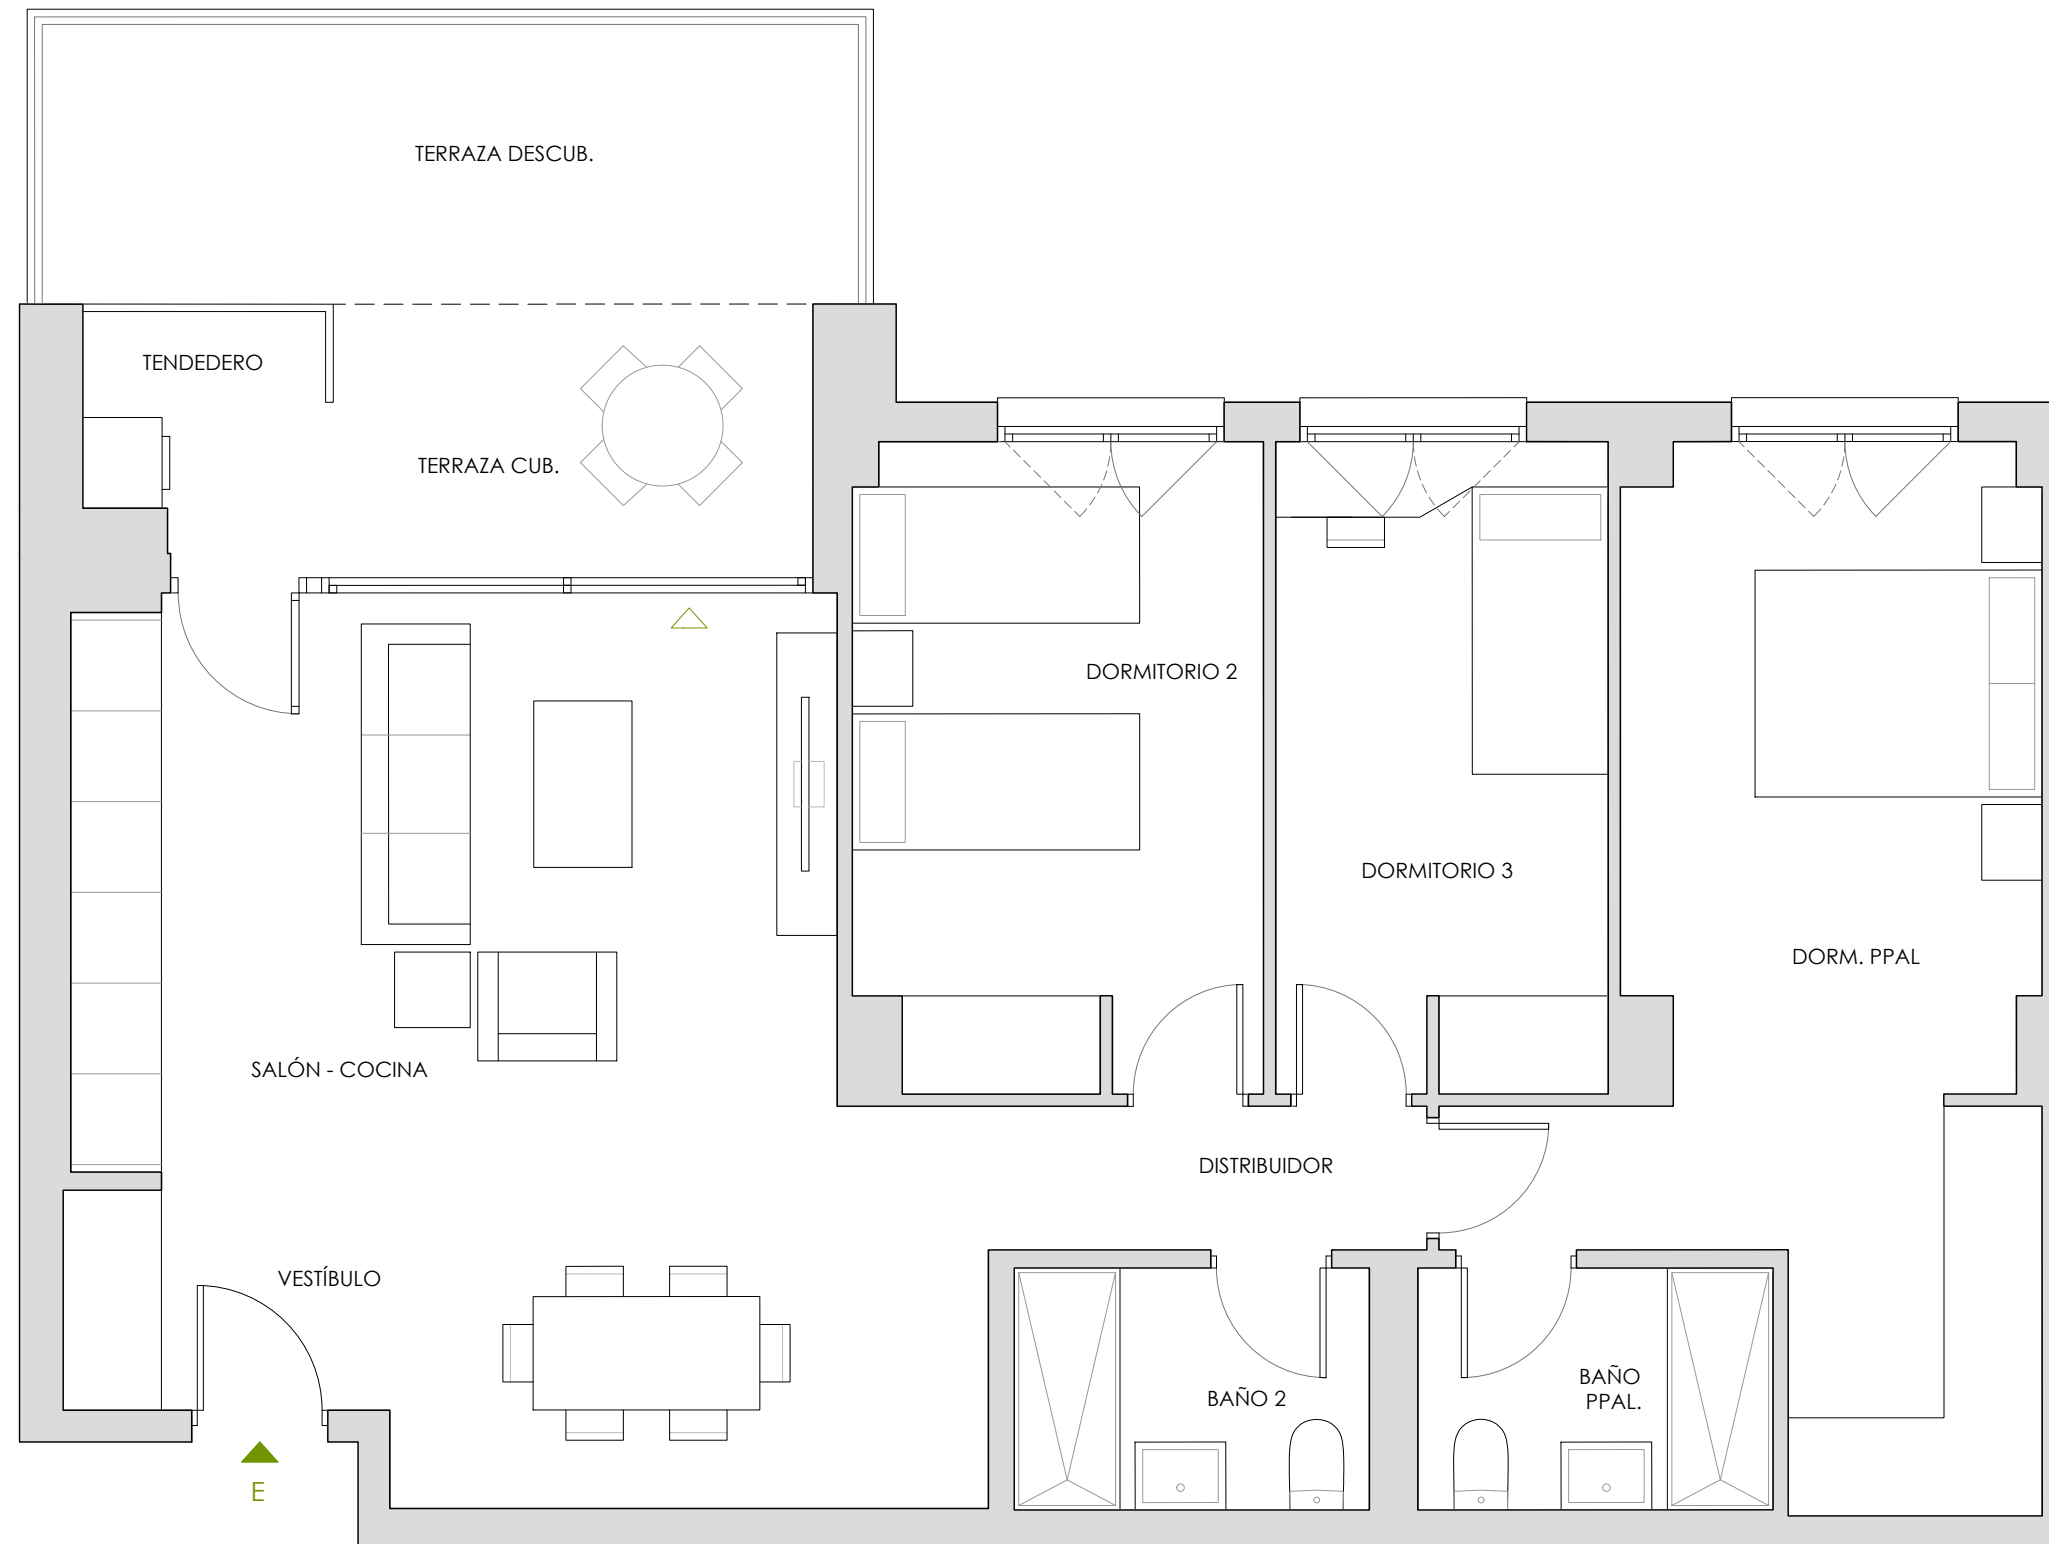 TERRAZA DESCUB.
TENDEDERO
TERRAZA CUB.
DORMITORIO 2
DORMITORIO 3
DORM. PPAL
SALÓN - COCINA
DISTRIBUIDOR
VESTÍBULO
BAÑO 2
BAÑO
PPAL.
E